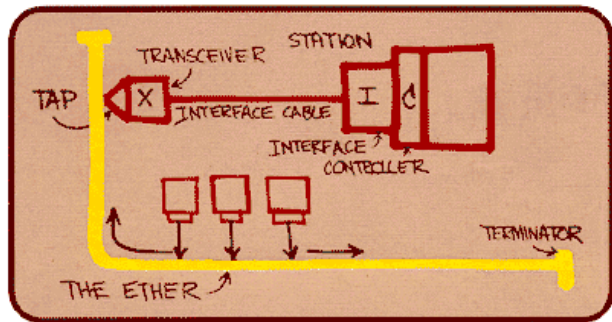 STATION
TRANSCEIVER
TAP
X
I
C
INTERFACE CABLE
INTERFACE
CONTROLLER
TERMINATOR
THE ETHER